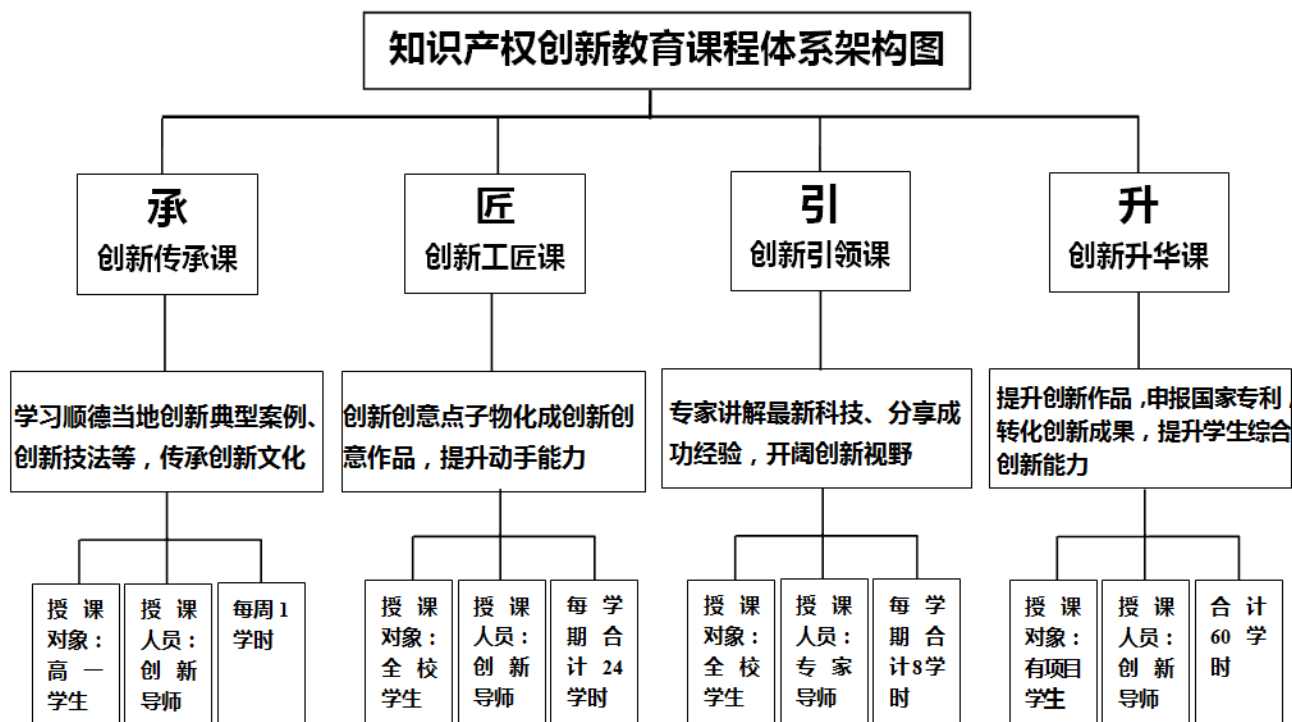 知识产权创新教育课程体系架构图
承
创新传承课
匠
创新工匠课
引
创新引领课
升
创新升华课
学习顺德当地创新典型案例、
创新技法等，传承创新文化
创新创意点子物化成创新创
意作品，提升动手能力
专家讲解最新科技、分享成
功经验，开阔创新视野
提升创新作品，申报国家专利，
转化创新成果，提升学生综合
创新能力
授课
对象：
高一
学生
授课
人员：
创新
导师
每周1
学时
授课
对象：
全校
学生
授课
人员：
创新
导师
每学
期合
计24
学时
授课
对象：
全校
学生
授课
人员：
专家
导师
每学
期合
计8学
时
授课
对象：
有项目
学生
授课
人员：
创新
导师
合计
60学
时